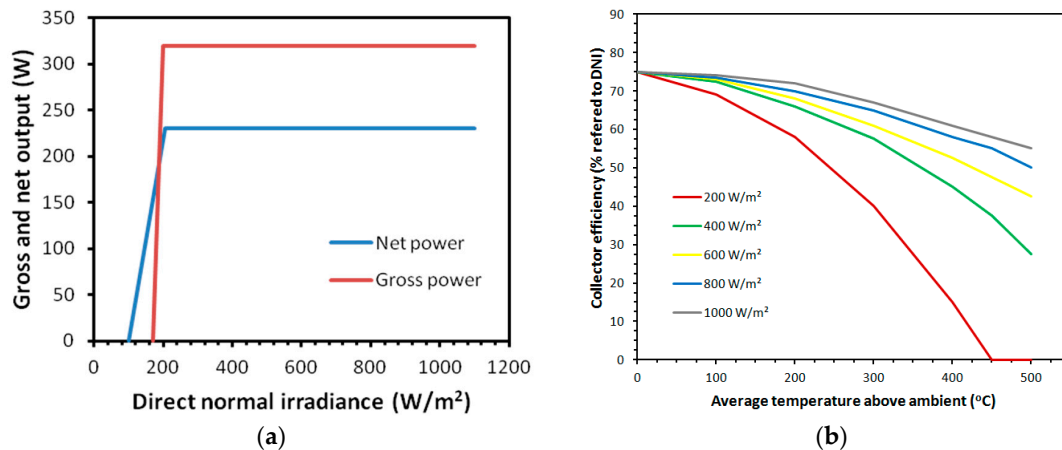 Gross and net output (W)
350
300
250
200
150
100
50
0
Net power
Gross power
0 200 400 600 800 1000 1200
Direct normal irradiance (W/m²)
(a)
Collector efficiency (% reffered to DNI)
90
80
70
60
50
40
30
20
10
0
200 W/m²
400 W/m²
600 W/m²
800 W/m²
1000 W/m²
0 100 200 300 400 500
Average temperature above ambient (°C)
(b)